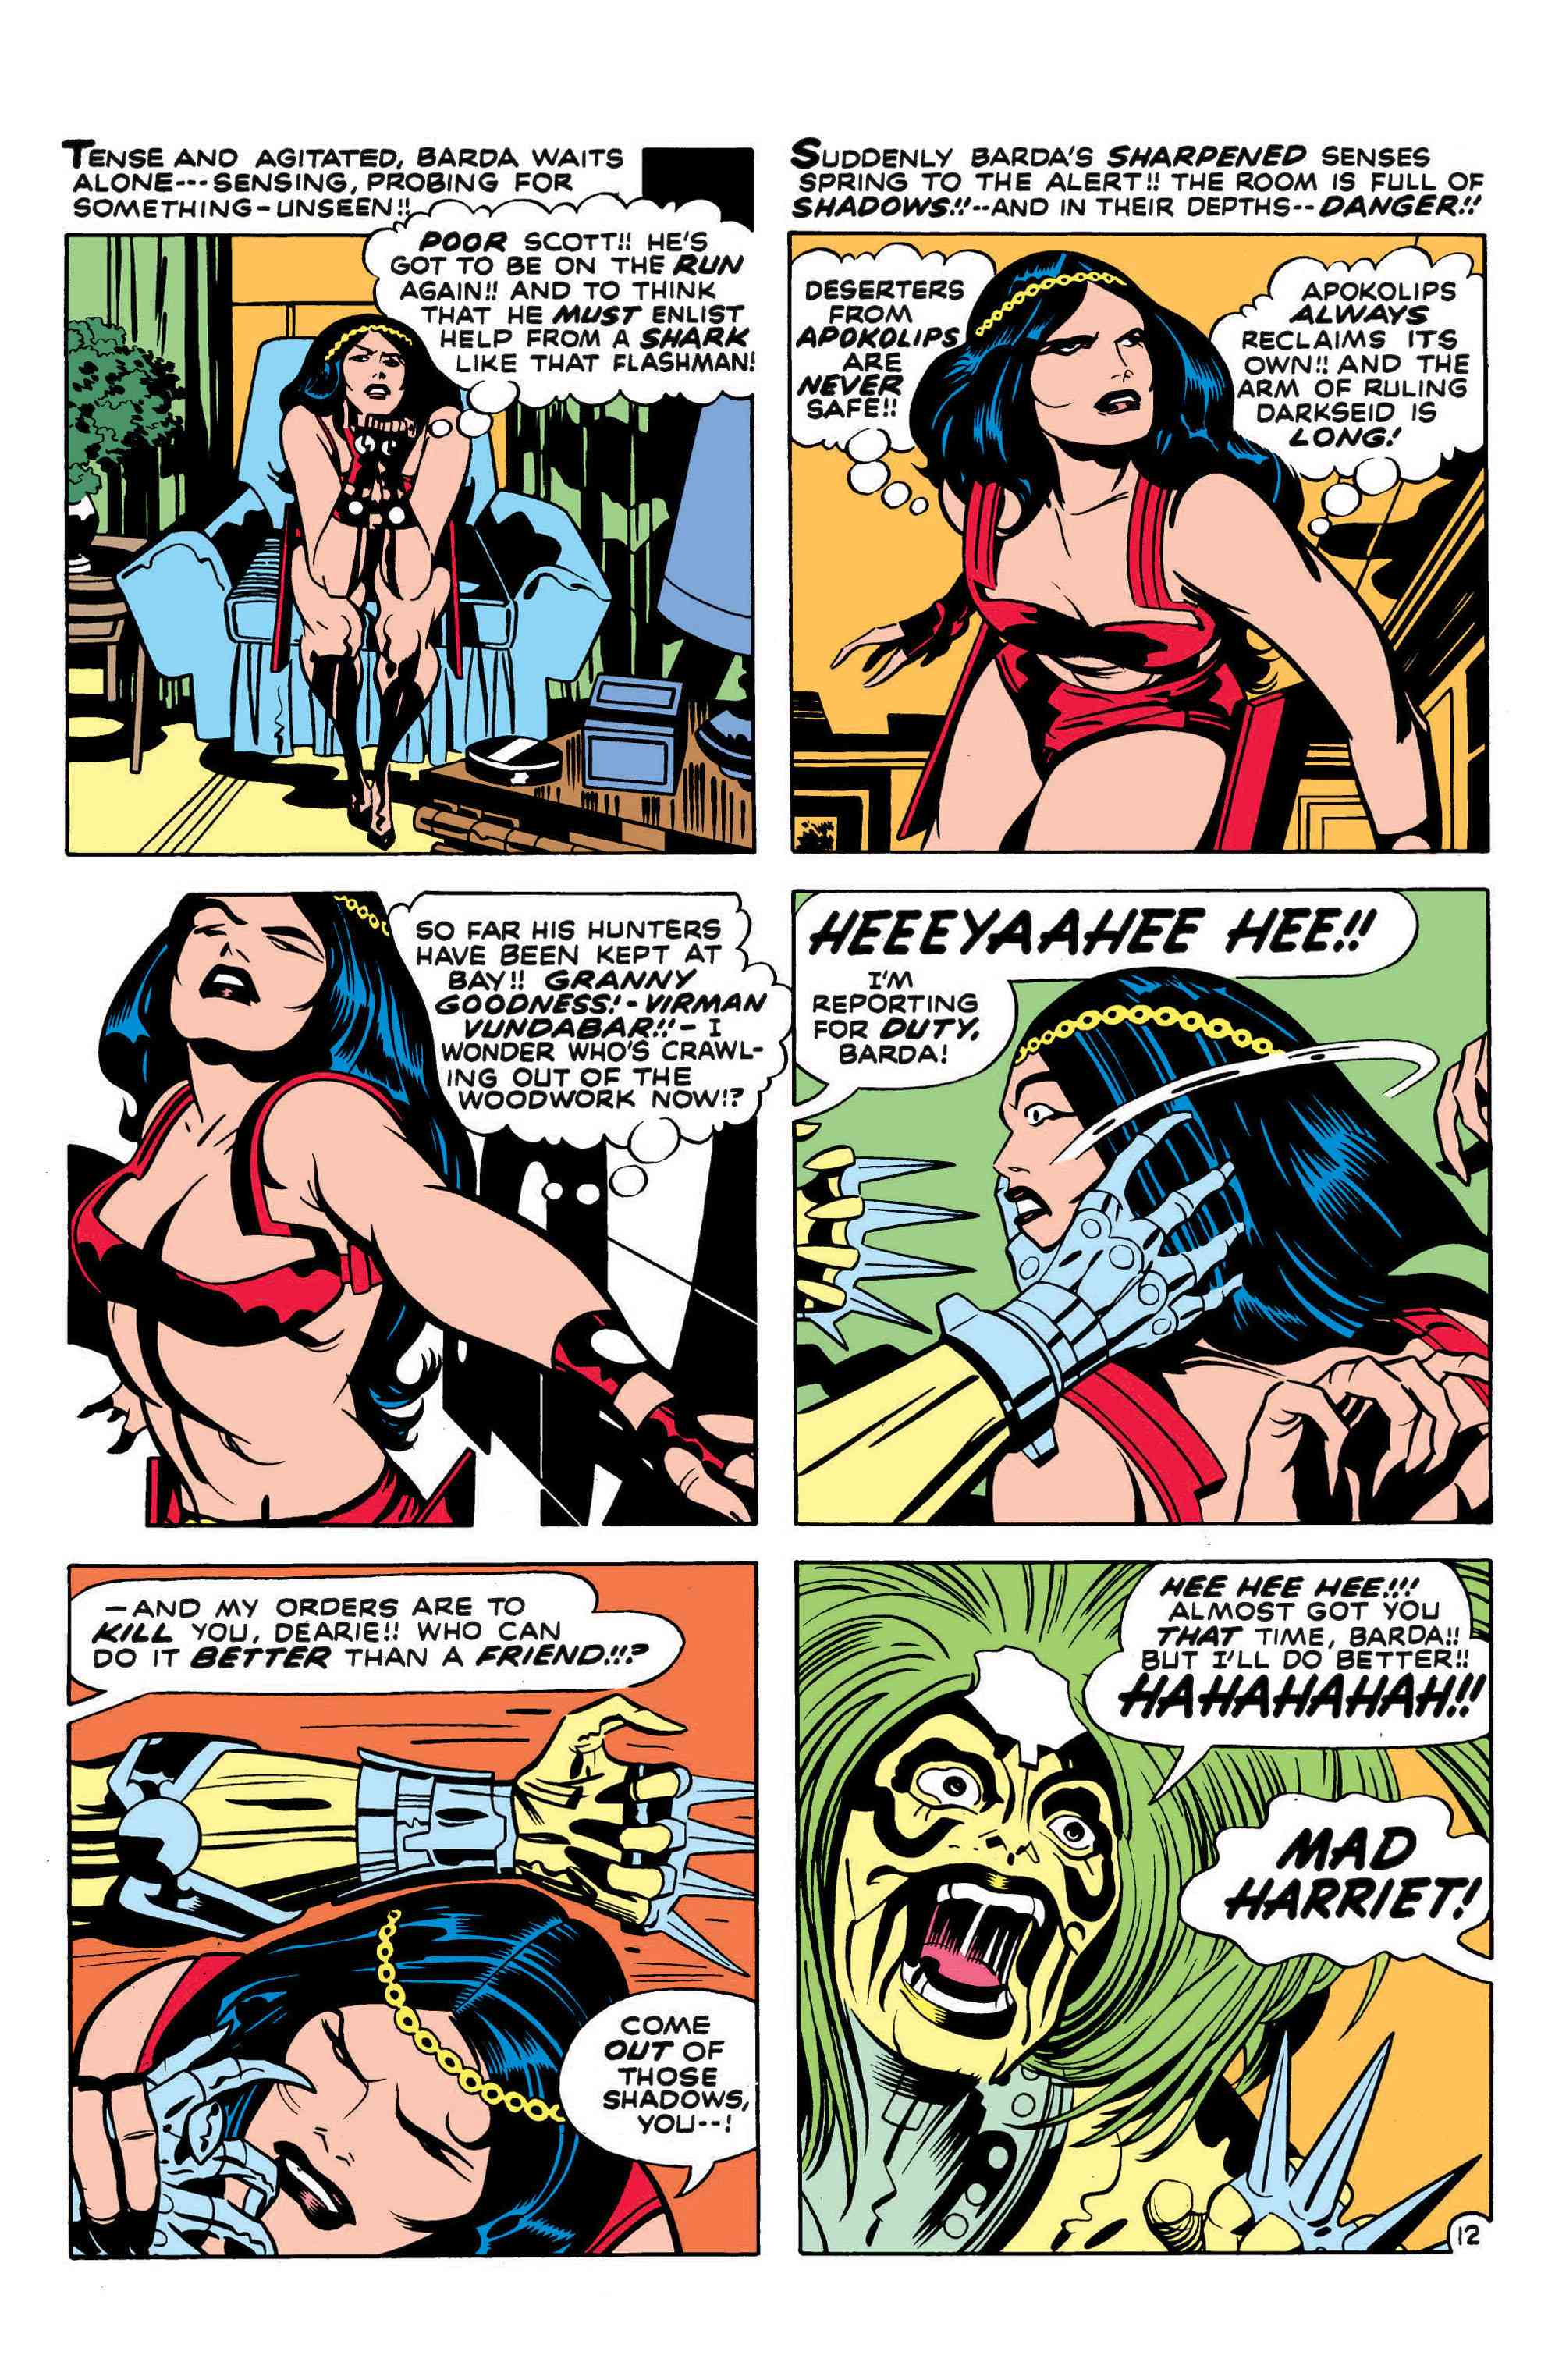 TENSE AND AGITATED, BARDA WAITS
ALONE---SENSING, PROBING FOR
SOMETHING-UNSEEN!!
POOR SCOTT!! HE'S
GOT TO BE ON THE RUN
AGAIN!! AND TO THINK
THAT HE MUST ENLIST
HELP FROM A SHARK
LIKE THAT FLASHMAN!
SUDDENLY BARDA'S SHARPENED SENSES
SPRING TO THE ALERT!! THE ROOM IS FULL OF
SHADOWS!!--AND IN THEIR DEPTHS--DANGER!!
DESERTERS
FROM
APOKOLIPS
ARE
NEVER
SAFE!!
APOKOLIPS
ALWAYS
RECLAIMS ITS
OWN!! AND THE
ARM OF RULING
DARKSEID IS
LONG!
SO FAR HIS HUNTERS
HAVE BEEN KEPT AT
BAY!! GRANNY
GOODNESS!-VIRMAN
VUNDABAR!!-I
WONDER WHO'S CRAWL-
ING OUT OF THE
WOODWORK NOW!?
HEEEYAAHEE HEE!!
I'M
REPORTING
FOR DUTY,
BARDA!
-AND MY ORDERS ARE TO
KILL YOU, DEARIE!! WHO CAN
DO IT BETTER THAN A FRIEND!!?
COME
OUT OF
THOSE
SHADOWS,
YOU--!
HEE HEE HEE!!!
ALMOST GOT YOU
THAT TIME, BARDA!!
BUT I'LL DO BETTER!!
HAHAHAHAH!!
MAD
HARRIET!
12